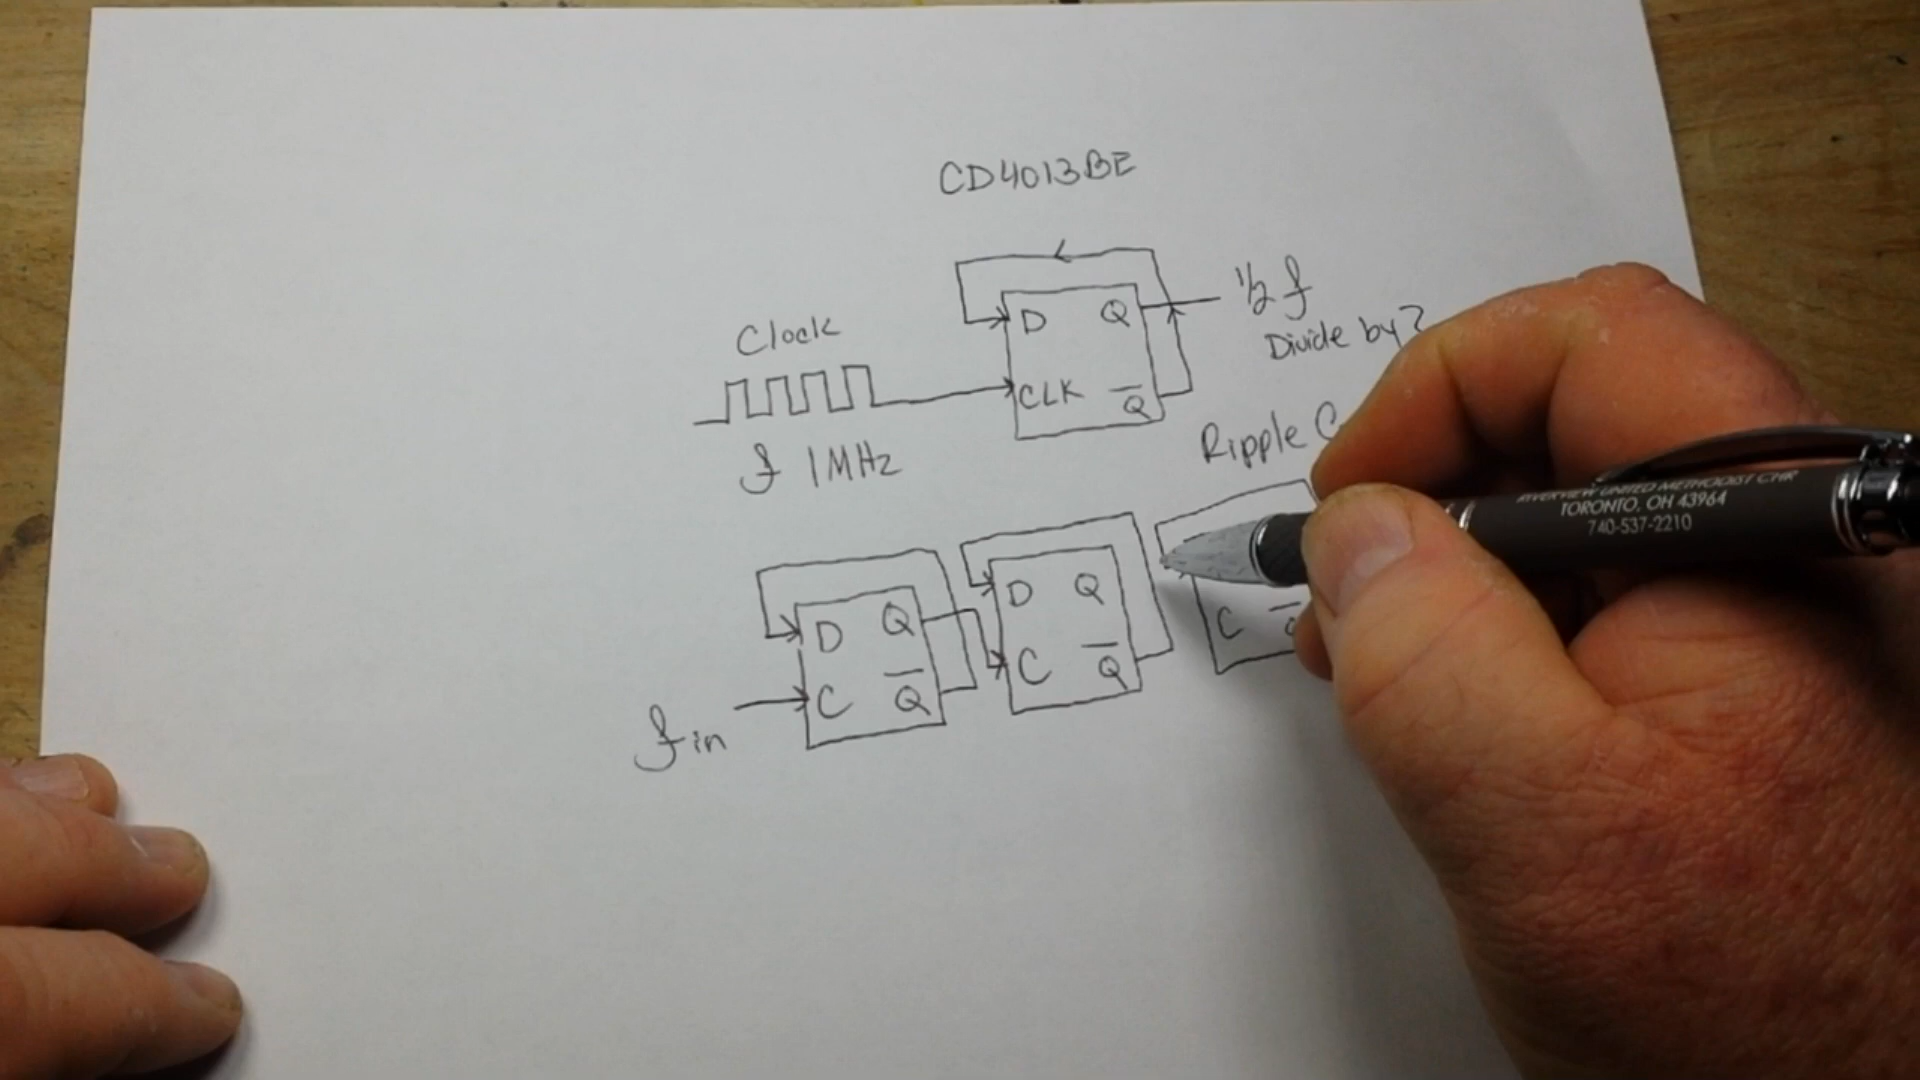 CD4013BE
D Q
CLK Q̅
½ f
Divide by 2
Clock
f 1MHz
Ripple C
D Q
C Q̅
D Q
C Q̅
C
f in
RIVERVIEW UNITED METHODIST CHR
TORONTO, OH 43964
740-537-2210